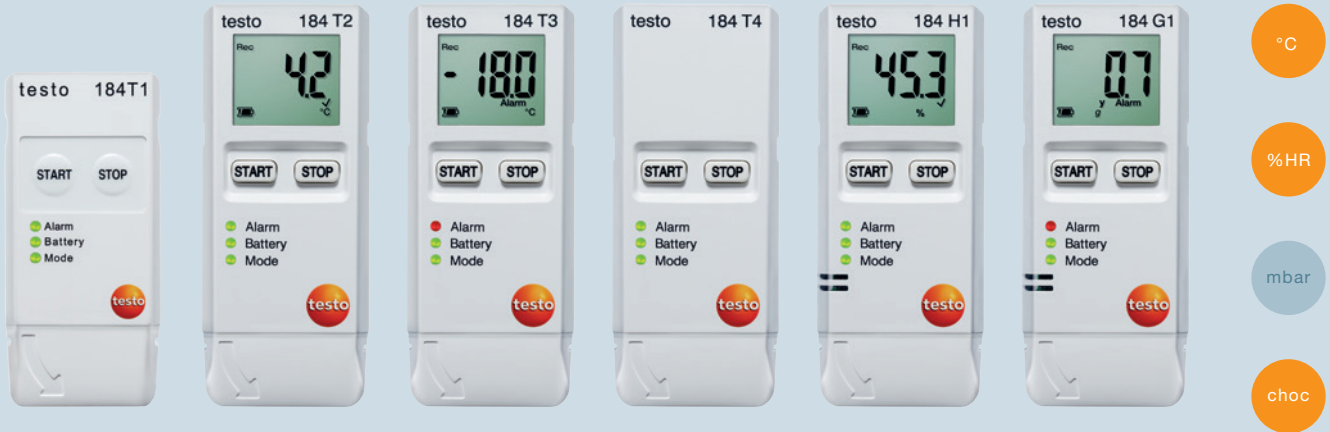 testo 184T1
START STOP
Alarm
Battery
Mode
testo
testo 184 T2
Rec
4.2
°C
START STOP
Alarm
Battery
Mode
testo
testo 184 T3
Rec
-18.0
Alarm
°C
START STOP
Alarm
Battery
Mode
testo
testo 184 T4
START STOP
Alarm
Battery
Mode
testo
testo 184 H1
Rec
45.3
%
START STOP
Alarm
Battery
Mode
testo
testo 184 G1
Rec
0.7
y Alarm
g
START STOP
Alarm
Battery
Mode
testo
°C
%HR
mbar
choc